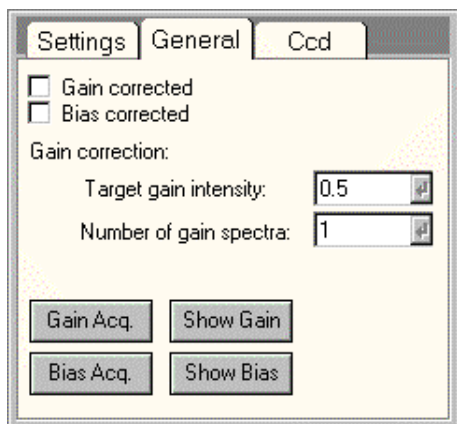 Settings General Ccd
Gain corrected
Bias corrected
Gain correction:
Target gain intensity: 0.5
Number of gain spectra: 1
Gain Acq. Show Gain
Bias Acq. Show Bias